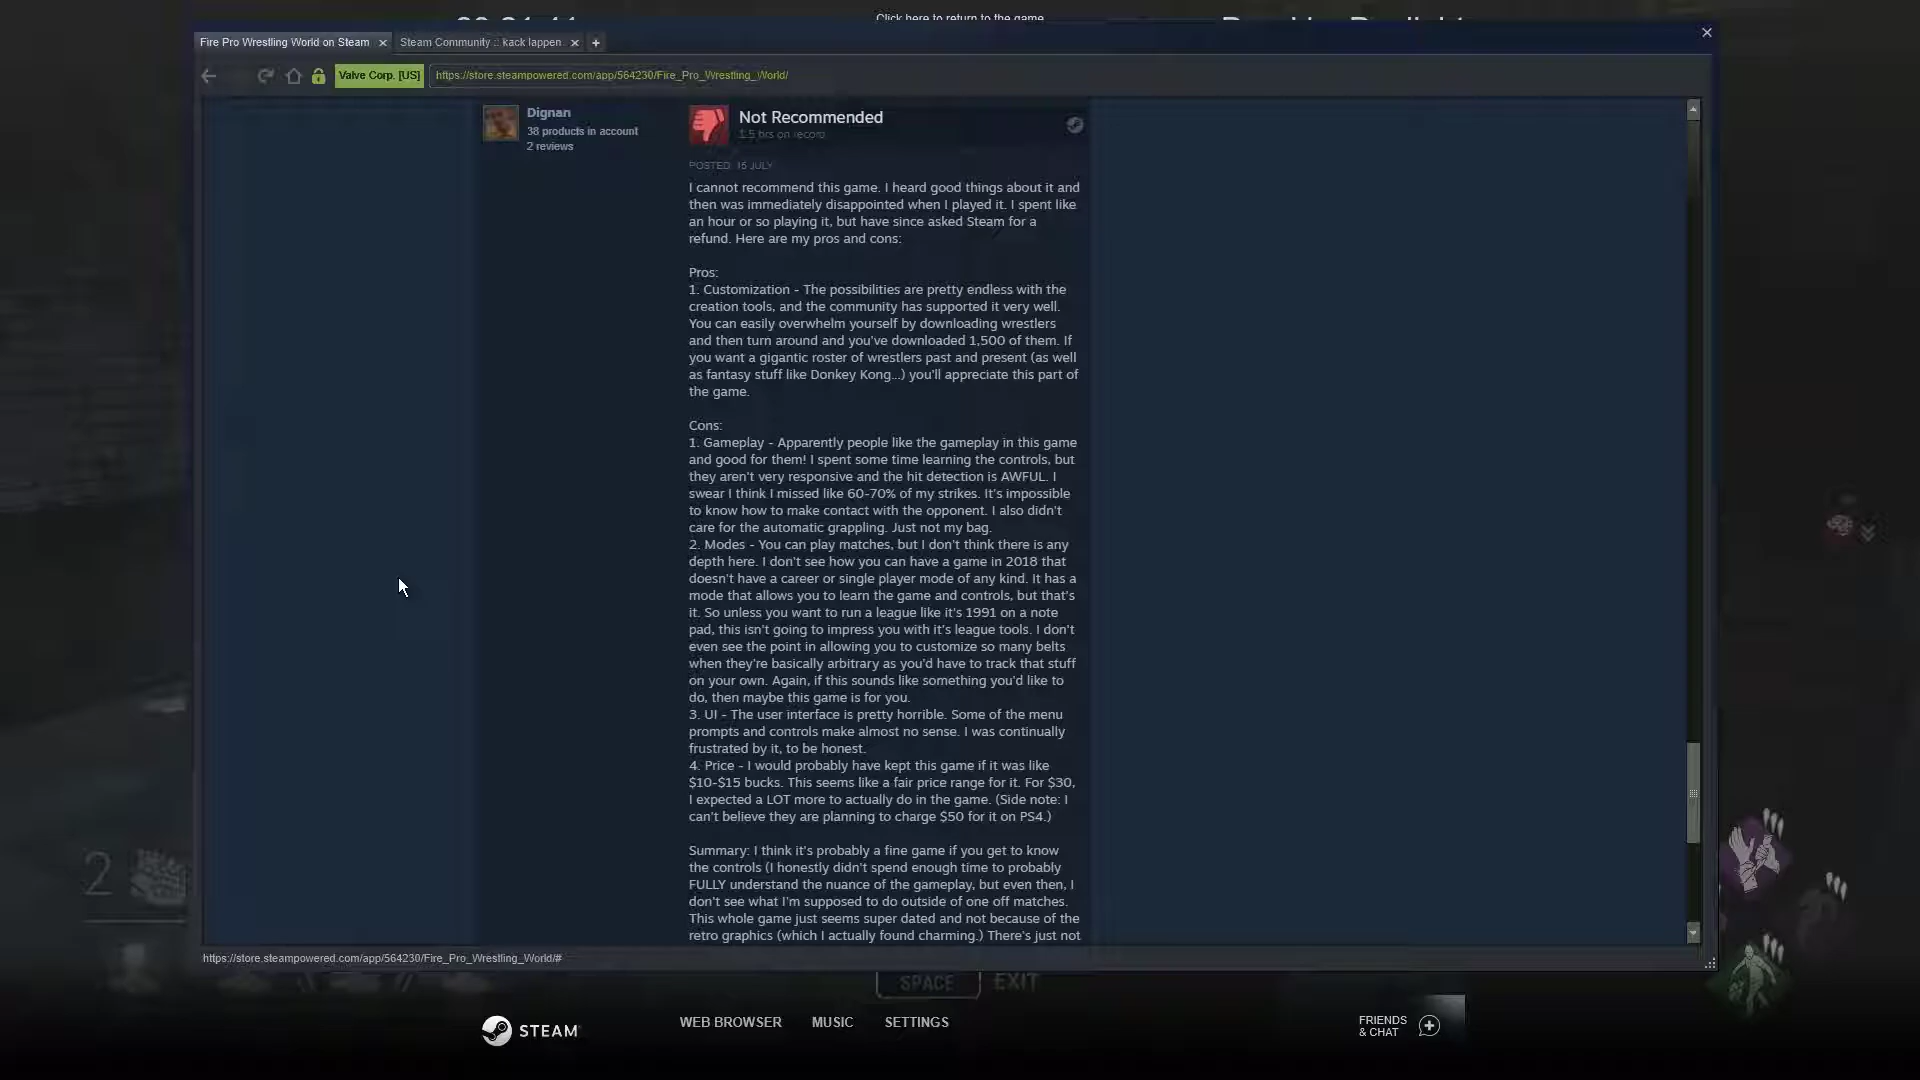 Click here to return to the game
Fire Pro Wrestling World on Steam
Steam Community :: kack lappen
Valve Corp. [US]
https://store.steampowered.com/app/564230/Fire_Pro_Wrestling_World/
Dignan
38 products in account
2 reviews
Not Recommended
1.5 hrs on record
POSTED: 15 JULY
I cannot recommend this game. I heard good things about it and
then was immediately disappointed when I played it. I spent like
an hour or so playing it, but have since asked Steam for a
refund. Here are my pros and cons:
Pros:
1. Customization - The possibilities are pretty endless with the
creation tools, and the community has supported it very well.
You can easily overwhelm yourself by downloading wrestlers
and then turn around and you've downloaded 1,500 of them. If
you want a gigantic roster of wrestlers past and present (as well
as fantasy stuff like Donkey Kong...) you'll appreciate this part of
the game.
Cons:
1. Gameplay - Apparently people like the gameplay in this game
and good for them! I spent some time learning the controls, but
they aren't very responsive and the hit detection is AWFUL. I
swear I think I missed like 60-70% of my strikes. It's impossible
to know how to make contact with the opponent. I also didn't
care for the automatic grappling. Just not my bag.
2. Modes - You can play matches, but I don't think there is any
depth here. I don't see how you can have a game in 2018 that
doesn't have a career or single player mode of any kind. It has a
mode that allows you to learn the game and controls, but that's
it. So unless you want to run a league like it's 1991 on a note
pad, this isn't going to impress you with it's league tools. I don't
even see the point in allowing you to customize so many belts
when they're basically arbitrary as you'd have to track that stuff
on your own. Again, if this sounds like something you'd like to
do, then maybe this game is for you.
3. UI - The user interface is pretty horrible. Some of the menu
prompts and controls make almost no sense. I was continually
frustrated by it, to be honest.
4. Price - I would probably have kept this game if it was like
$10-$15 bucks. This seems like a fair price range for it. For $30,
I expected a LOT more to actually do in the game. (Side note: I
can't believe they are planning to charge $50 for it on PS4.)
Summary: I think it's probably a fine game if you get to know
the controls (I honestly didn't spend enough time to probably
FULLY understand the nuance of the gameplay, but even then, I
don't see what I'm supposed to do outside of one off matches.
This whole game just seems super dated and not because of the
retro graphics (which I actually found charming.) There's just not
https://store.steampowered.com/app/564230/Fire_Pro_Wrestling_World/#
2
SPACE EXIT
STEAM
WEB BROWSER
MUSIC
SETTINGS
FRIENDS
& CHAT